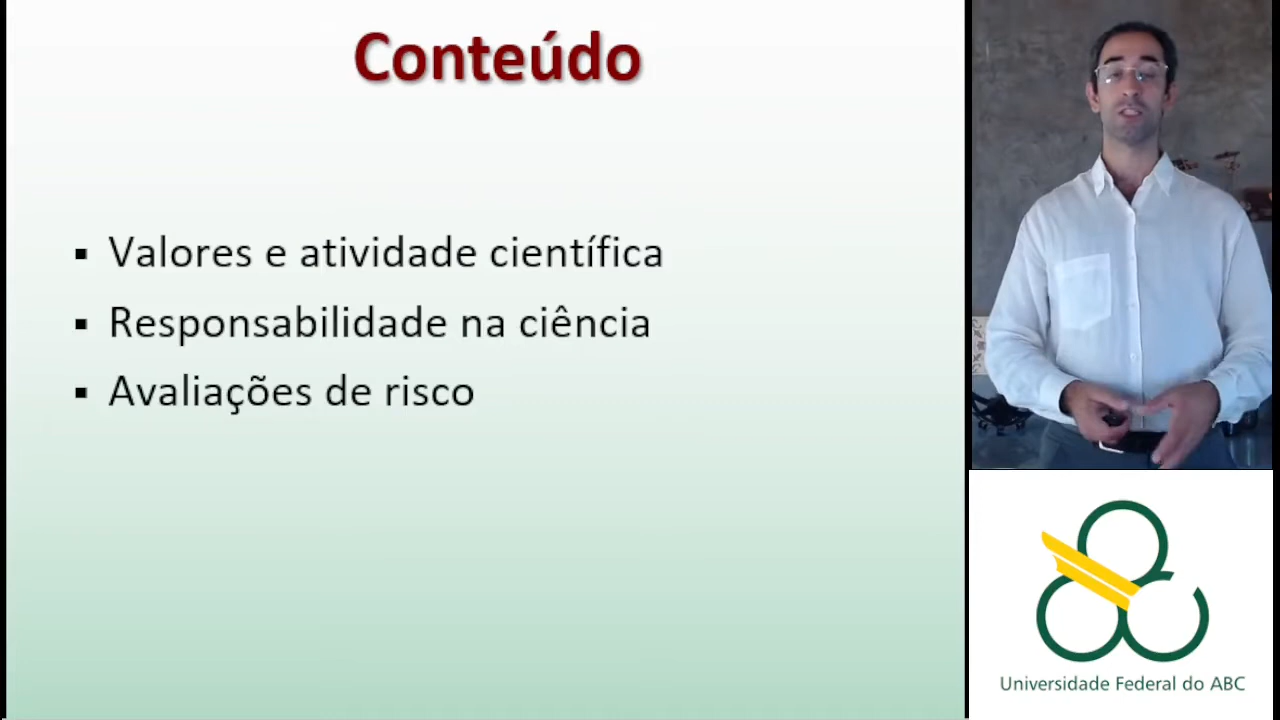 Conteúdo
Valores e atividade científica
Responsabilidade na ciência
Avaliações de risco
Universidade Federal do ABC